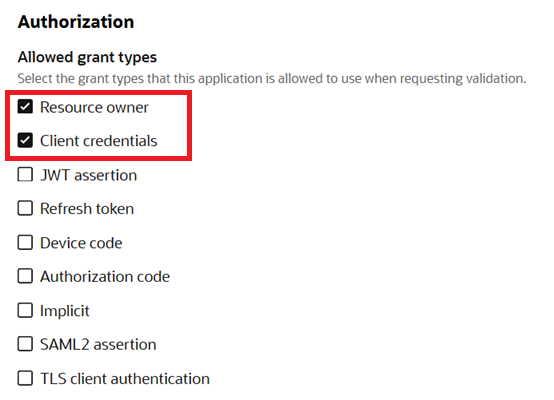 Authorization
Allowed grant types
Select the grant types that this application is allowed to use when requesting validation.
Resource owner
Client credentials
JWT assertion
Refresh token
Device code
Authorization code
Implicit
SAML2 assertion
TLS client authentication